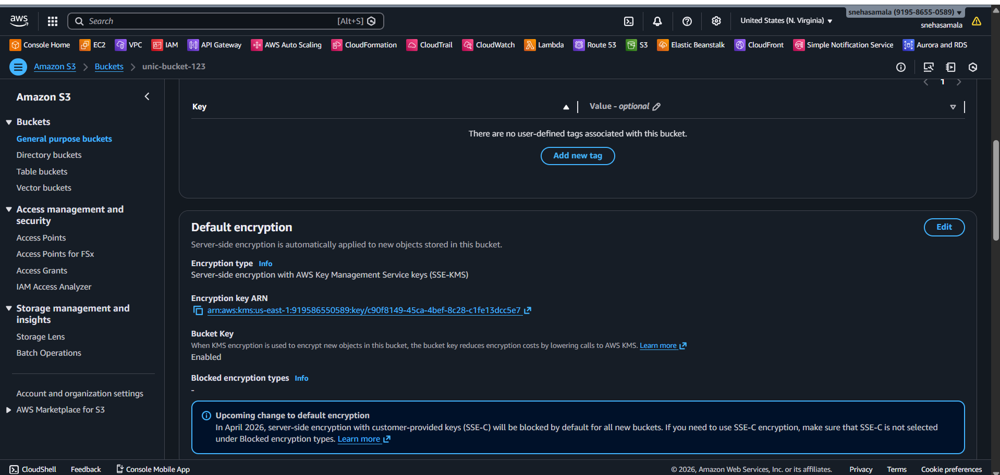 aws
Search
[Alt+S]
United States (N. Virginia)
snehasamala (9195-8655-0589)
snehasamala
Console Home
EC2
VPC
IAM
API Gateway
AWS Auto Scaling
CloudFormation
CloudTrail
CloudWatch
Lambda
Route 53
S3
Elastic Beanstalk
CloudFront
Simple Notification Service
Aurora and RDS
Amazon S3
Buckets
unic-bucket-123
Amazon S3
Buckets
General purpose buckets
Directory buckets
Table buckets
Vector buckets
Access management and
security
Access Points
Access Points for FSx
Access Grants
IAM Access Analyzer
Storage management and
insights
Storage Lens
Batch Operations
Account and organization settings
AWS Marketplace for S3
1
Key
Value - optional
There are no user-defined tags associated with this bucket.
Add new tag
Default encryption
Edit
Server-side encryption is automatically applied to new objects stored in this bucket.
Encryption type Info
Server-side encryption with AWS Key Management Service keys (SSE-KMS)
Encryption key ARN
arn:aws:kms:us-east-1:919586550589:key/c90f8149-45ca-4bef-8c28-c1fe13dcc5e7
Bucket Key
When KMS encryption is used to encrypt new objects in this bucket, the bucket key reduces encryption costs by lowering calls to AWS KMS. Learn more
Enabled
Blocked encryption types Info
-
Upcoming change to default encryption
In April 2026, server-side encryption with customer-provided keys (SSE-C) will be blocked by default for all new buckets. If you need to use SSE-C encryption, make sure that SSE-C is not selected
under Blocked encryption types. Learn more
CloudShell
Feedback
Console Mobile App
© 2026, Amazon Web Services, Inc. or its affiliates.
Privacy
Terms
Cookie preferences